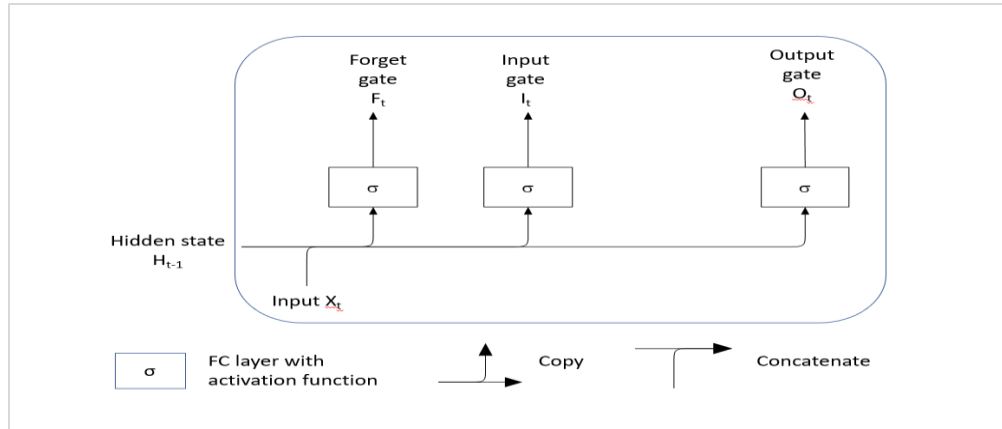 Forget
gate
Fₜ
Input
gate
Iₜ
Output
gate
Oₜ
σ
σ
σ
Hidden state
Hₜ₋₁
Input Xₜ
σ
FC layer with
activation function
Copy
Concatenate